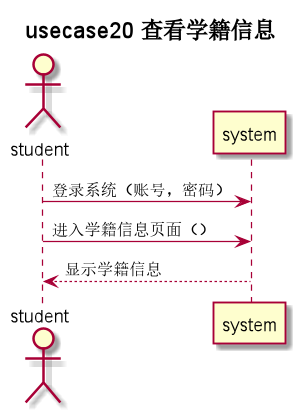 usecase20 查看学籍信息
student
system
登录系统（账号，密码）
进入学籍信息页面（）
显示学籍信息
student
system